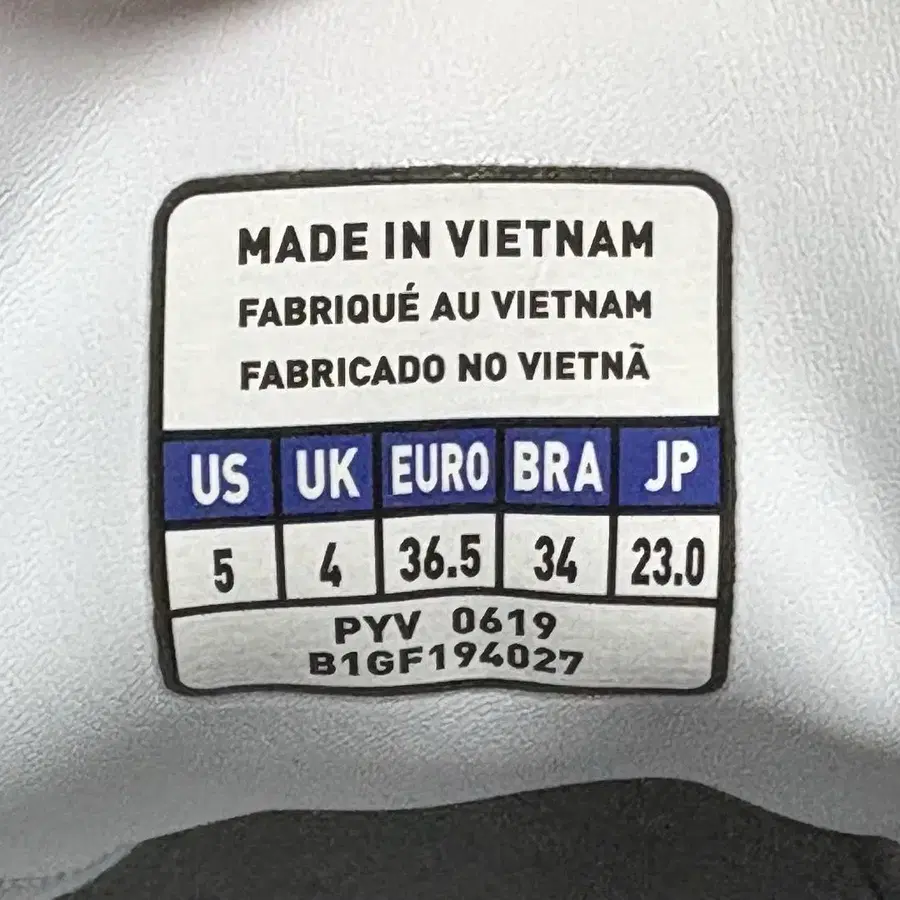 MADE IN VIETNAM
FABRIQUÉ AU VIETNAM
FABRICADO NO VIETNÃ
US UK EURO BRA JP
5 4 36.5 34 23.0
PYV 0619
B1GF194027